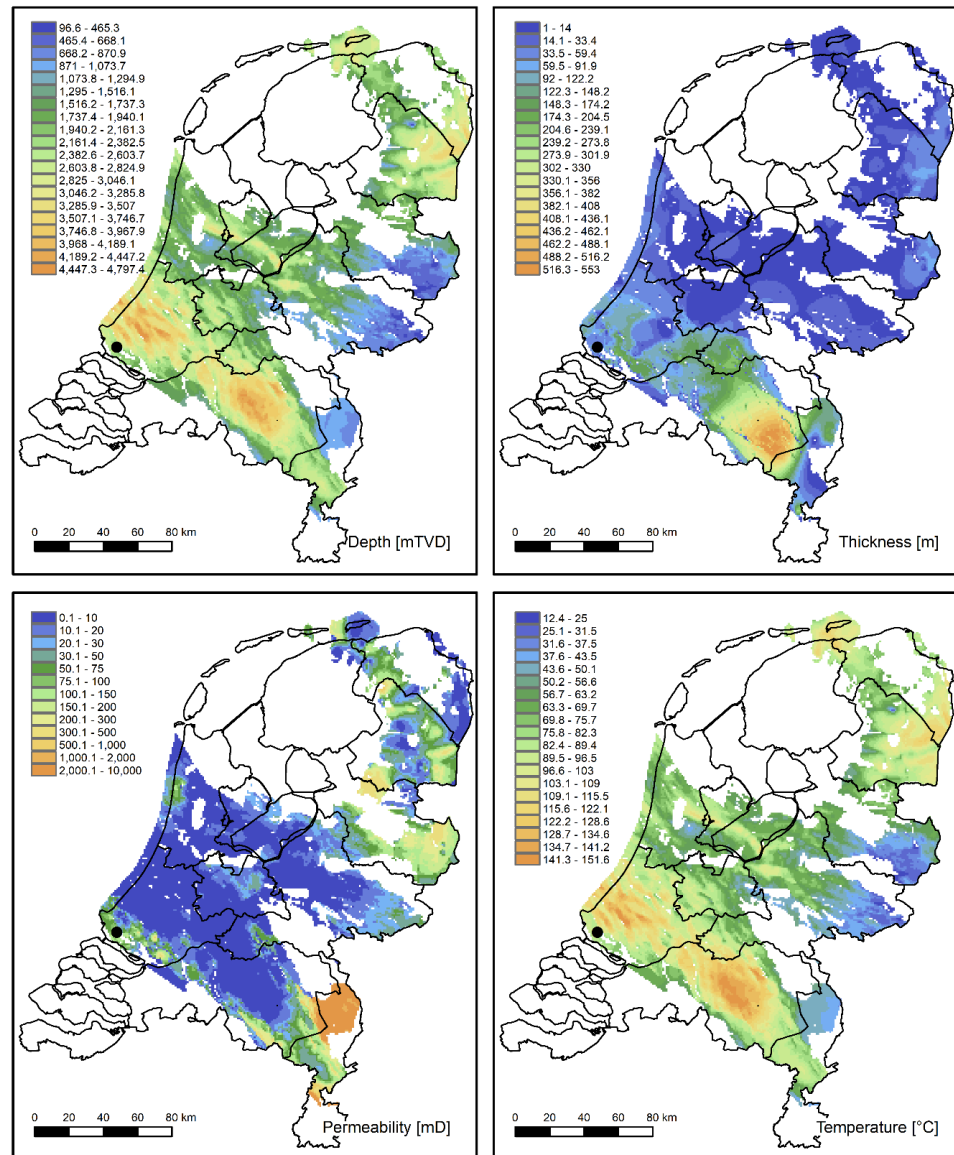 96.6 - 465.3
465.4 - 668.1
668.2 - 870.9
871 - 1,073.7
1,073.8 - 1,294.9
1,295 - 1,516.1
1,516.2 - 1,737.3
1,737.4 - 1,940.1
1,940.2 - 2,161.3
2,161.4 - 2,382.5
2,382.6 - 2,603.7
2,603.8 - 2,824.9
2,825 - 3,046.1
3,046.2 - 3,285.8
3,285.9 - 3,507
3,507.1 - 3,746.7
3,746.8 - 3,967.9
3,968 - 4,189.1
4,189.2 - 4,447.2
4,447.3 - 4,797.4
0 20 40 80 km
Depth [mTVD]
1 - 14
14.1 - 33.4
33.5 - 59.4
59.5 - 91.9
92 - 122.2
122.3 - 148.2
148.3 - 174.2
174.3 - 204.5
204.6 - 239.1
239.2 - 273.8
273.9 - 301.9
302 - 330
330.1 - 356
356.1 - 382
382.1 - 408
408.1 - 436.1
436.2 - 462.1
462.2 - 488.1
488.2 - 516.2
516.3 - 553
0 20 40 80 km
Thickness [m]
0.1 - 10
10.1 - 20
20.1 - 30
30.1 - 50
50.1 - 75
75.1 - 100
100.1 - 150
150.1 - 200
200.1 - 300
300.1 - 500
500.1 - 1,000
1,000.1 - 2,000
2,000.1 - 10,000
0 20 40 80 km
Permeability [mD]
12.4 - 25
25.1 - 31.5
31.6 - 37.5
37.6 - 43.5
43.6 - 50.1
50.2 - 56.6
56.7 - 63.2
63.3 - 69.7
69.8 - 75.7
75.8 - 82.3
82.4 - 89.4
89.5 - 96.5
96.6 - 103
103.1 - 109
109.1 - 115.5
115.6 - 122.1
122.2 - 128.6
128.7 - 134.6
134.7 - 141.2
141.3 - 151.6
0 20 40 80 km
Temperature [°C]